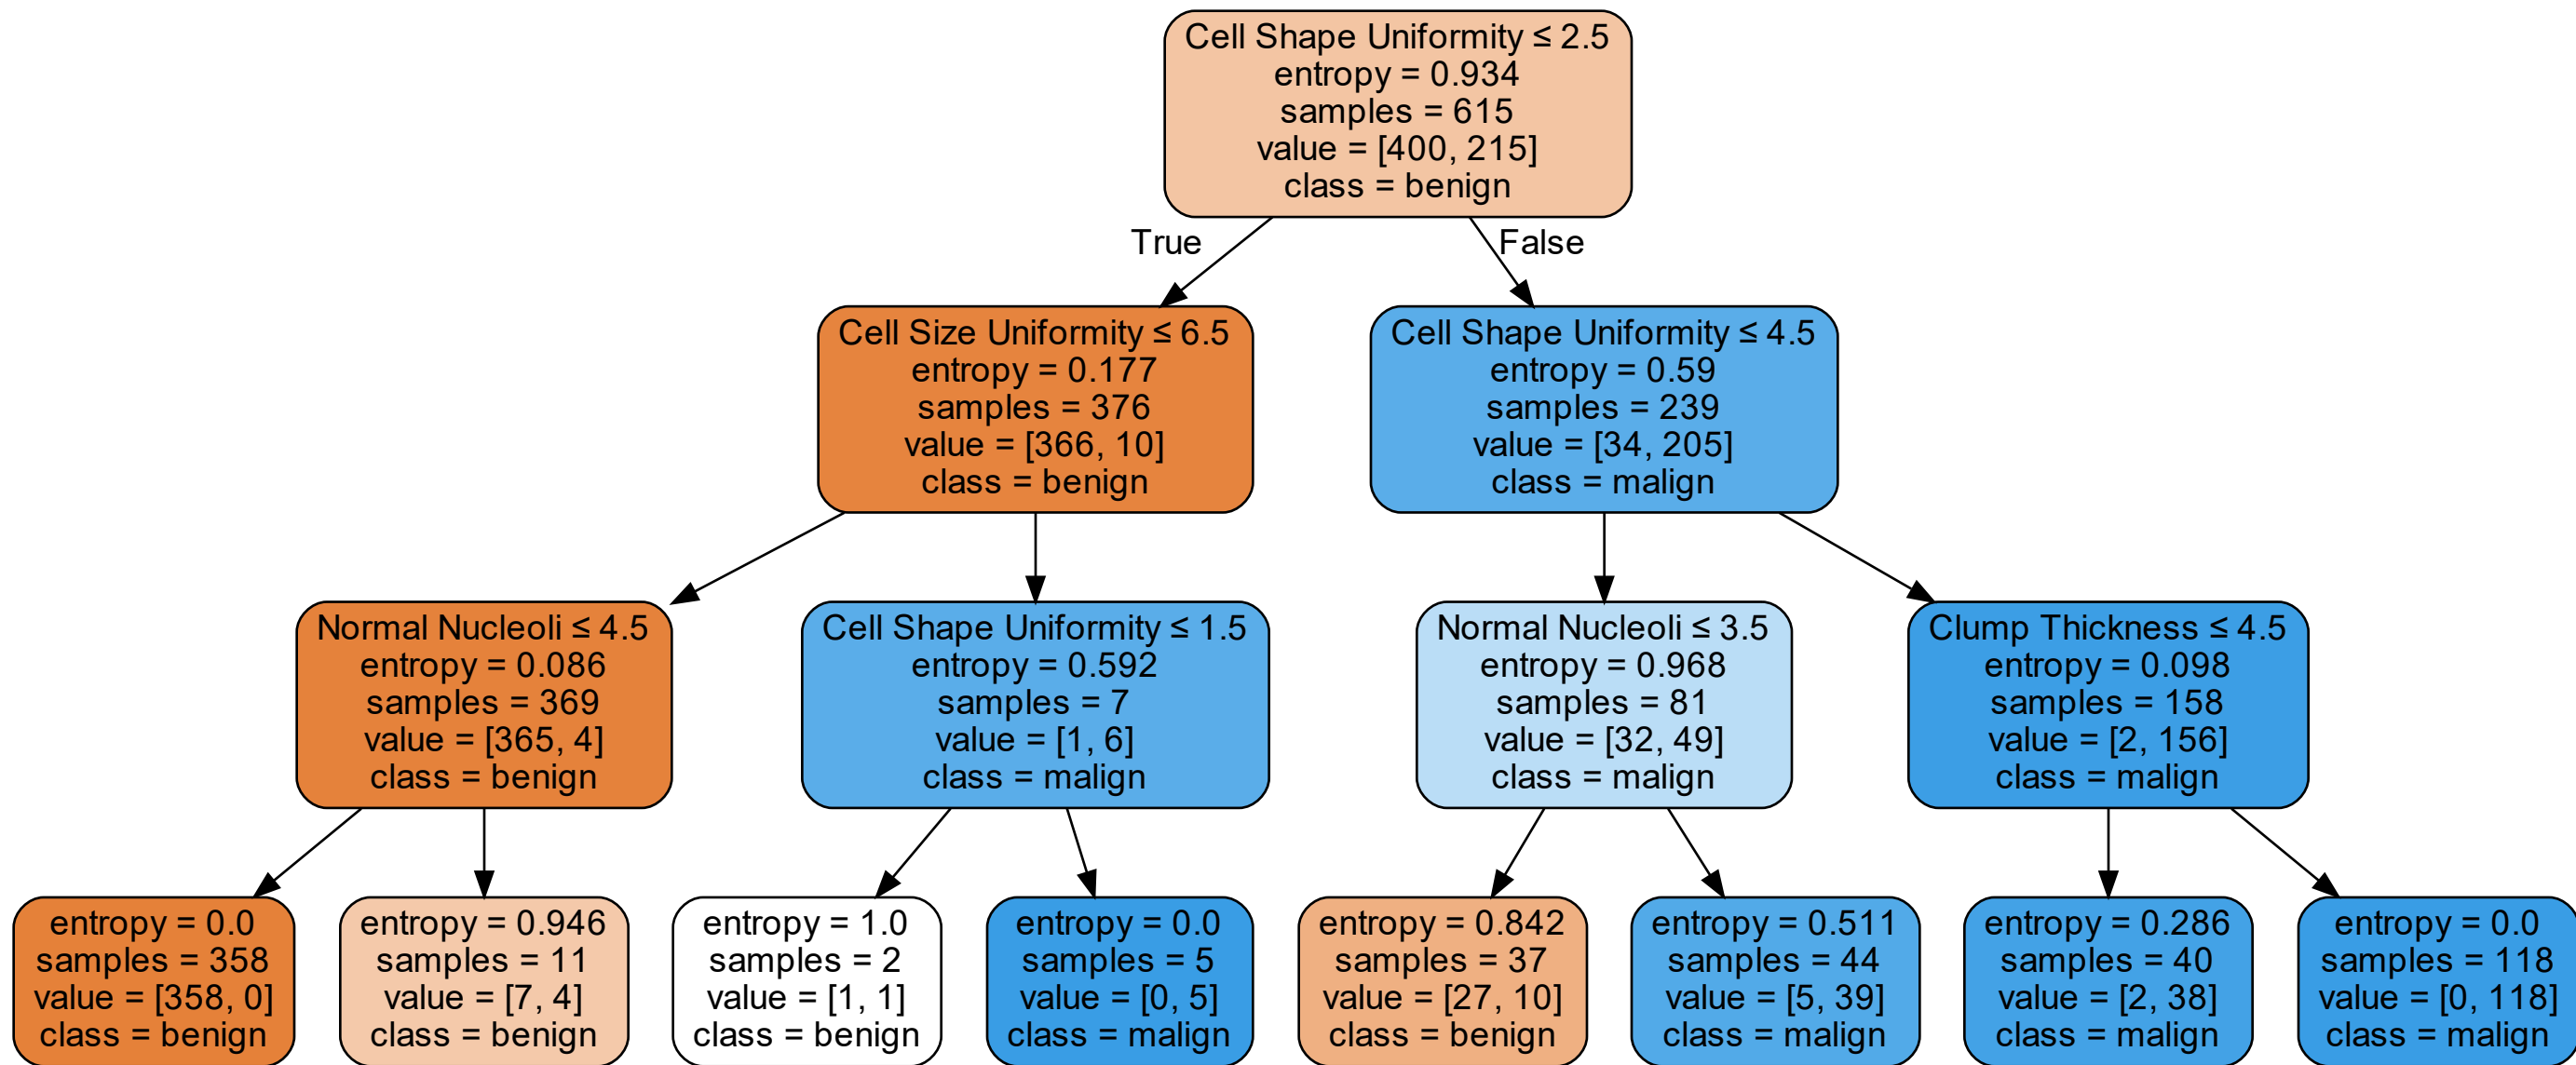 Cell Shape Uniformity ≤ 2.5
entropy = 0.934
samples = 615
value = [400, 215]
class = benign
True
False
Cell Size Uniformity ≤ 6.5
entropy = 0.177
samples = 376
value = [366, 10]
class = benign
Cell Shape Uniformity ≤ 4.5
entropy = 0.59
samples = 239
value = [34, 205]
class = malign
Normal Nucleoli ≤ 4.5
entropy = 0.086
samples = 369
value = [365, 4]
class = benign
Cell Shape Uniformity ≤ 1.5
entropy = 0.592
samples = 7
value = [1, 6]
class = malign
Normal Nucleoli ≤ 3.5
entropy = 0.968
samples = 81
value = [32, 49]
class = malign
Clump Thickness ≤ 4.5
entropy = 0.098
samples = 158
value = [2, 156]
class = malign
entropy = 0.0
samples = 358
value = [358, 0]
class = benign
entropy = 0.946
samples = 11
value = [7, 4]
class = benign
entropy = 1.0
samples = 2
value = [1, 1]
class = benign
entropy = 0.0
samples = 5
value = [0, 5]
class = malign
entropy = 0.842
samples = 37
value = [27, 10]
class = benign
entropy = 0.511
samples = 44
value = [5, 39]
class = malign
entropy = 0.286
samples = 40
value = [2, 38]
class = malign
entropy = 0.0
samples = 118
value = [0, 118]
class = malign